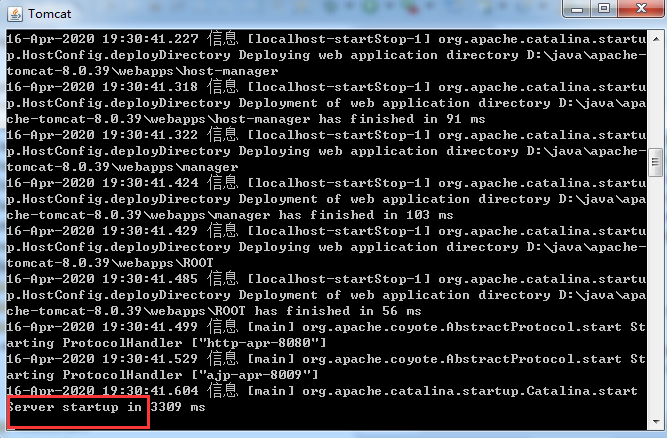 Tomcat
16-Apr-2020 19:30:41.227 信息 [localhost-startStop-1] org.apache.catalina.startu
p.HostConfig.deployDirectory Deploying web application directory D:\java\apache-
tomcat-8.0.39\webapps\host-manager
16-Apr-2020 19:30:41.318 信息 [localhost-startStop-1] org.apache.catalina.startu
p.HostConfig.deployDirectory Deployment of web application directory D:\java\apa
che-tomcat-8.0.39\webapps\host-manager has finished in 91 ms
16-Apr-2020 19:30:41.322 信息 [localhost-startStop-1] org.apache.catalina.startu
p.HostConfig.deployDirectory Deploying web application directory D:\java\apache-
tomcat-8.0.39\webapps\manager
16-Apr-2020 19:30:41.424 信息 [localhost-startStop-1] org.apache.catalina.startu
p.HostConfig.deployDirectory Deployment of web application directory D:\java\apa
che-tomcat-8.0.39\webapps\manager has finished in 103 ms
16-Apr-2020 19:30:41.429 信息 [localhost-startStop-1] org.apache.catalina.startu
p.HostConfig.deployDirectory Deploying web application directory D:\java\apache-
tomcat-8.0.39\webapps\ROOT
16-Apr-2020 19:30:41.485 信息 [localhost-startStop-1] org.apache.catalina.startu
p.HostConfig.deployDirectory Deployment of web application directory D:\java\apa
che-tomcat-8.0.39\webapps\ROOT has finished in 56 ms
16-Apr-2020 19:30:41.499 信息 [main] org.apache.coyote.AbstractProtocol.start St
arting ProtocolHandler ["http-apr-8080"]
16-Apr-2020 19:30:41.529 信息 [main] org.apache.coyote.AbstractProtocol.start St
arting ProtocolHandler ["ajp-apr-8009"]
16-Apr-2020 19:30:41.604 信息 [main] org.apache.catalina.startup.Catalina.start
Server startup in 3309 ms